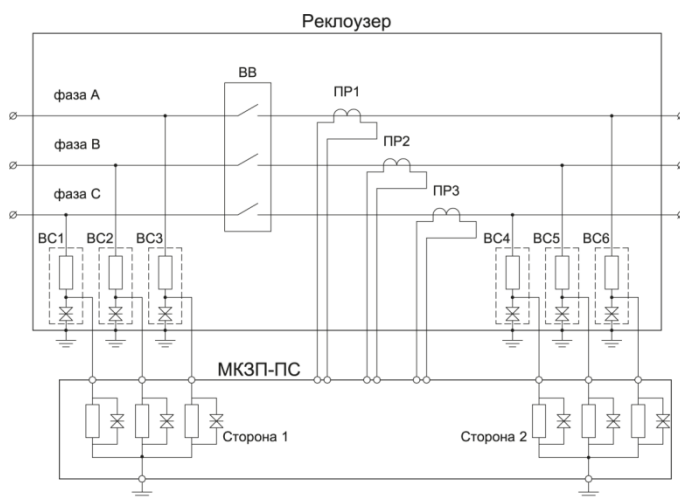 Реклоузер
ВВ
фаза А
ПР1
фаза В
ПР2
фаза С
ПР3
ВС1
ВС2
ВС3
ВС4
ВС5
ВС6
МКЗП-ПС
Сторона 1
Сторона 2